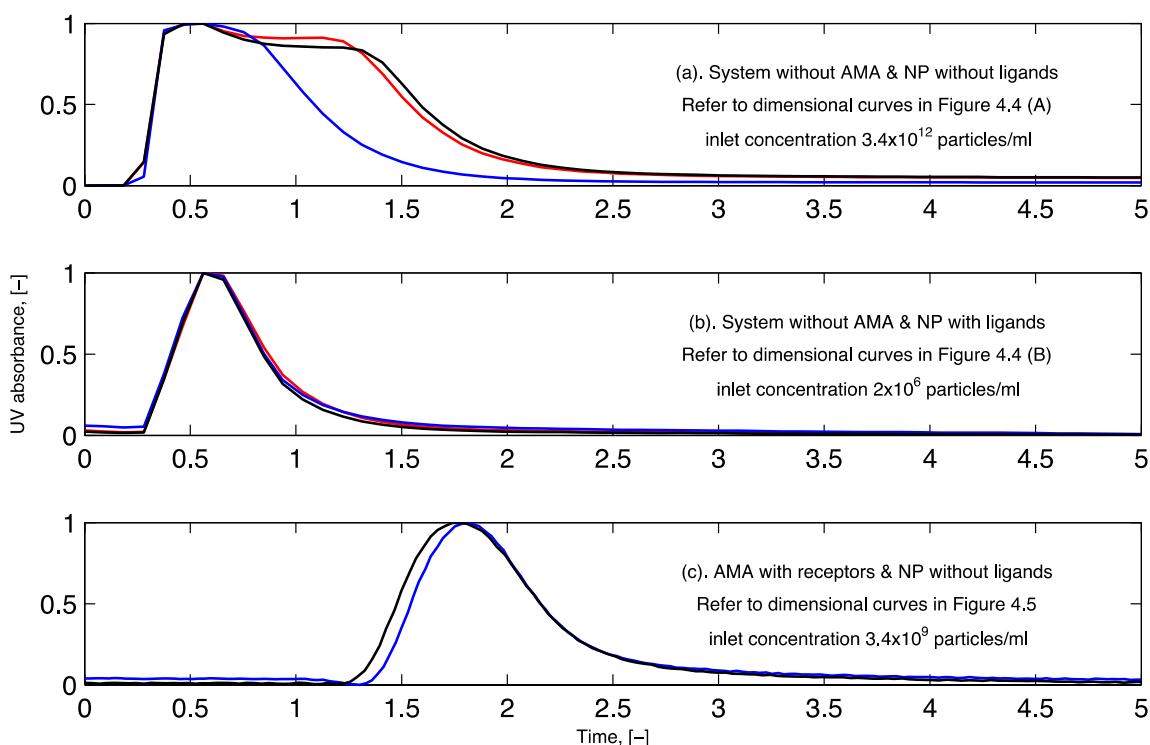 1
0.5
0
0 0.5 1 1.5 2 2.5 3 3.5 4 4.5 5
(a). System without AMA & NP without ligands
Refer to dimensional curves in Figure 4.4 (A)
inlet concentration 3.4x10^12 particles/ml
UV absorbance, [−]
1
0.5
0
0 0.5 1 1.5 2 2.5 3 3.5 4 4.5 5
(b). System without AMA & NP with ligands
Refer to dimensional curves in Figure 4.4 (B)
inlet concentration 2x10^6 particles/ml
1
0.5
0
0 0.5 1 1.5 2 2.5 3 3.5 4 4.5 5
(c). AMA with receptors & NP without ligands
Refer to dimensional curves in Figure 4.5
inlet concentration 3.4x10^9 particles/ml
Time, [−]